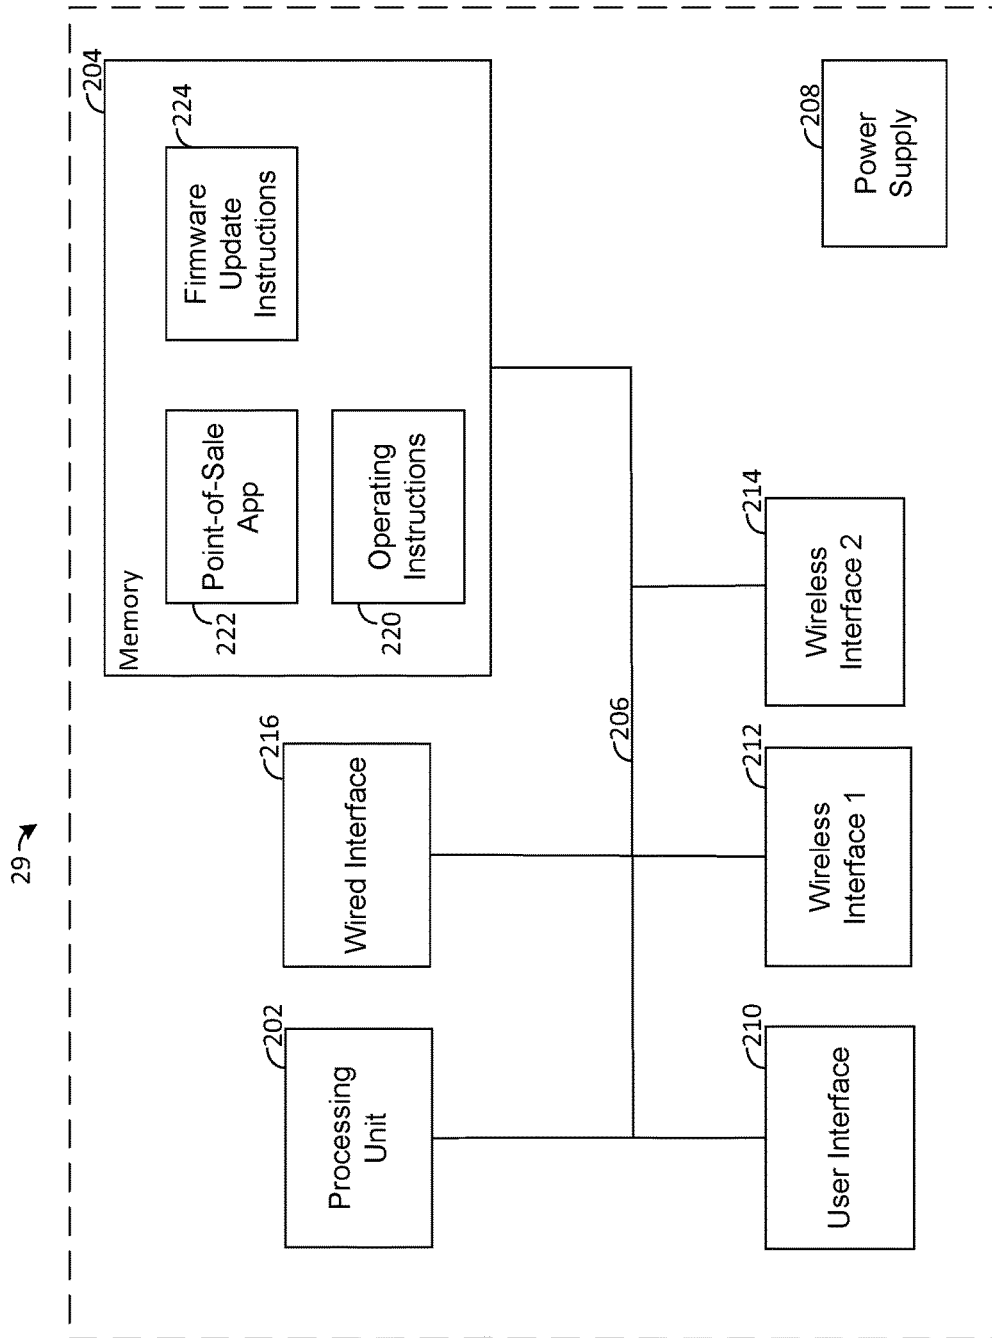 29
202
Processing
Unit
216
Wired Interface
204
Memory
222
Point-of-Sale
App
224
Firmware
Update
Instructions
220
Operating
Instructions
206
210
User Interface
212
Wireless
Interface 1
214
Wireless
Interface 2
208
Power
Supply